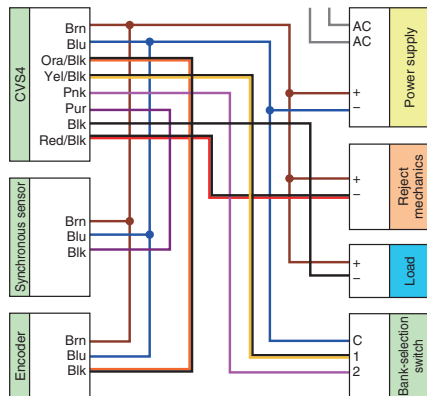 CVS4
Brn
Blu
Ora/Blk
Yel/Blk
Pnk
Pur
Blk
Red/Blk
Synchronous sensor
Brn
Blu
Blk
Encoder
Brn
Blu
Blk
AC
AC
+
−
Power supply
+
−
Reject
mechanics
+
−
Load
C
1
2
Bank-selection
switch